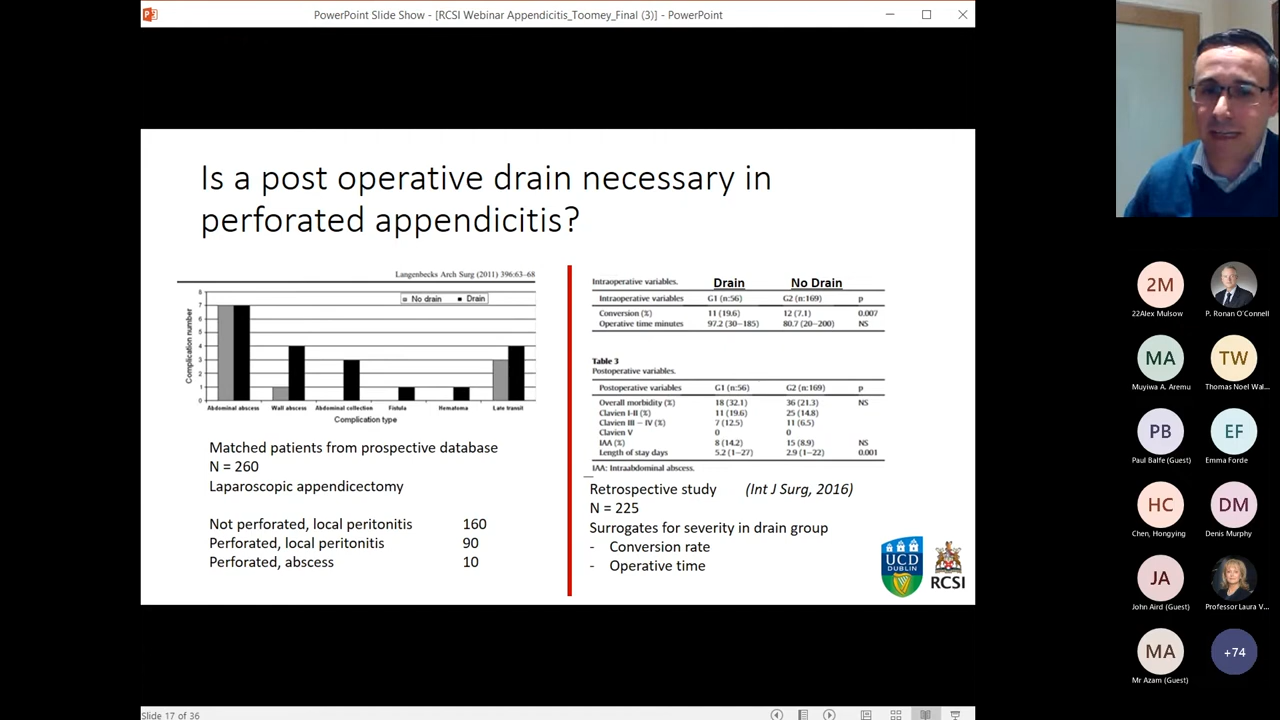 PowerPoint Slide Show - [RCSI Webinar Appendicitis_Toomey_Final (3)] - PowerPoint
Is a post operative drain necessary in
perforated appendicitis?
Langenbecks Arch Surg (2011) 396:63–68
No drain Drain
Complication number
8
7
6
5
4
3
2
1
0
Abdominal abscess Wall abscess Abdominal collection Fistula Hematoma Late transit
Complication type
Matched patients from prospective database
N = 260
Laparoscopic appendicectomy
Not perforated, local peritonitis 160
Perforated, local peritonitis 90
Perforated, abscess 10
Intraoperative variables. Drain No Drain
Intraoperative variables G1 (n:56) G2 (n:169) p
Conversion (%) 11 (19.6) 12 (7.1) 0.007
Operative time minutes 97.2 (30–185) 80.7 (20–200) NS
Table 3
Postoperative variables.
Postoperative variables G1 (n:56) G2 (n:169) p
Overall morbidity (%) 18 (32.1) 36 (21.3) NS
Clavien I-II (%) 11 (19.6) 25 (14.8)
Clavien III – IV (%) 7 (12.5) 11 (6.5)
Clavien V 0 0
IAA (%) 8 (14.2) 15 (8.9) NS
Length of stay days 5.2 (1–27) 2.9 (1–22) 0.001
IAA: Intraabdominal abscess.
Retrospective study (Int J Surg, 2016)
N = 225
Surrogates for severity in drain group
- Conversion rate
- Operative time
UCD
DUBLIN
RCSI
Slide 17 of 36
2M
22Alex Mulsow
P. Ronan O'Connell
MA
Muyiwa A. Aremu
TW
Thomas Noel Wal...
PB
Paul Balfe (Guest)
EF
Emma Forde
HC
Chen, Hongying
DM
Denis Murphy
JA
John Aird (Guest)
Professor Laura V...
MA
Mr Azam (Guest)
+74